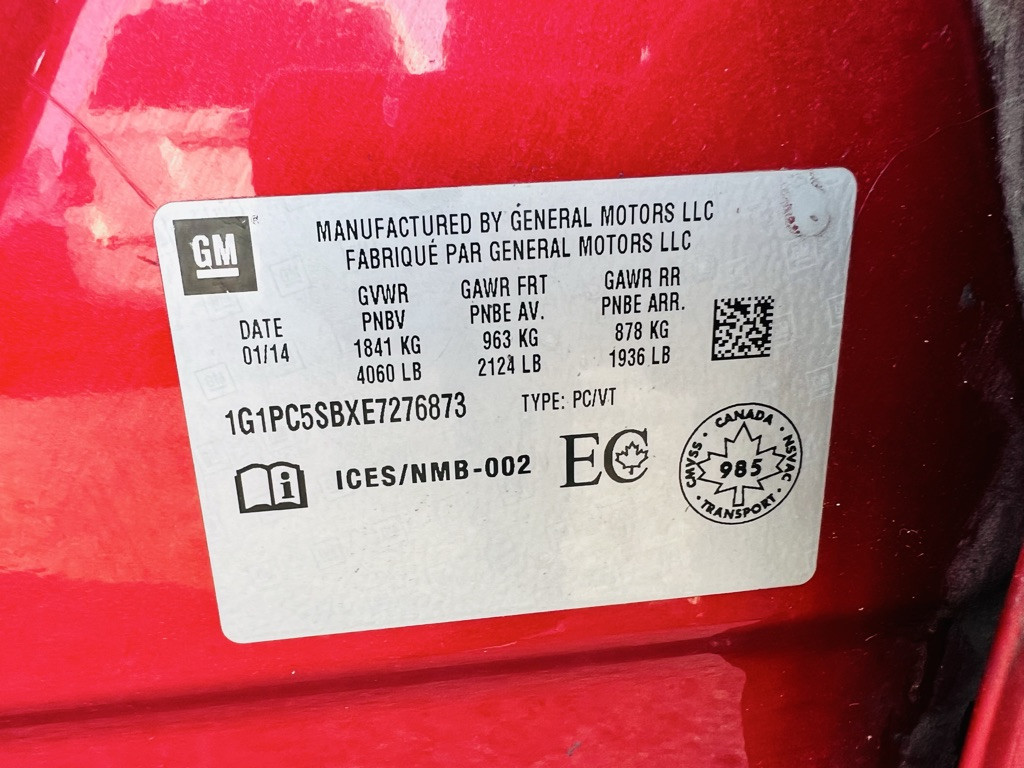 GM
MANUFACTURED BY GENERAL MOTORS LLC
FABRIQUÉ PAR GENERAL MOTORS LLC
DATE
01/14
GVWR
PNBV
1841 KG
4060 LB
GAWR FRT
PNBE AV.
963 KG
2124 LB
GAWR RR
PNBE ARR.
878 KG
1936 LB
1G1PC5SBXE7276873
TYPE: PC/VT
i
ICES/NMB-002
EC
CANADA · NSVAC · TRANSPORT · CMVSS ·
985